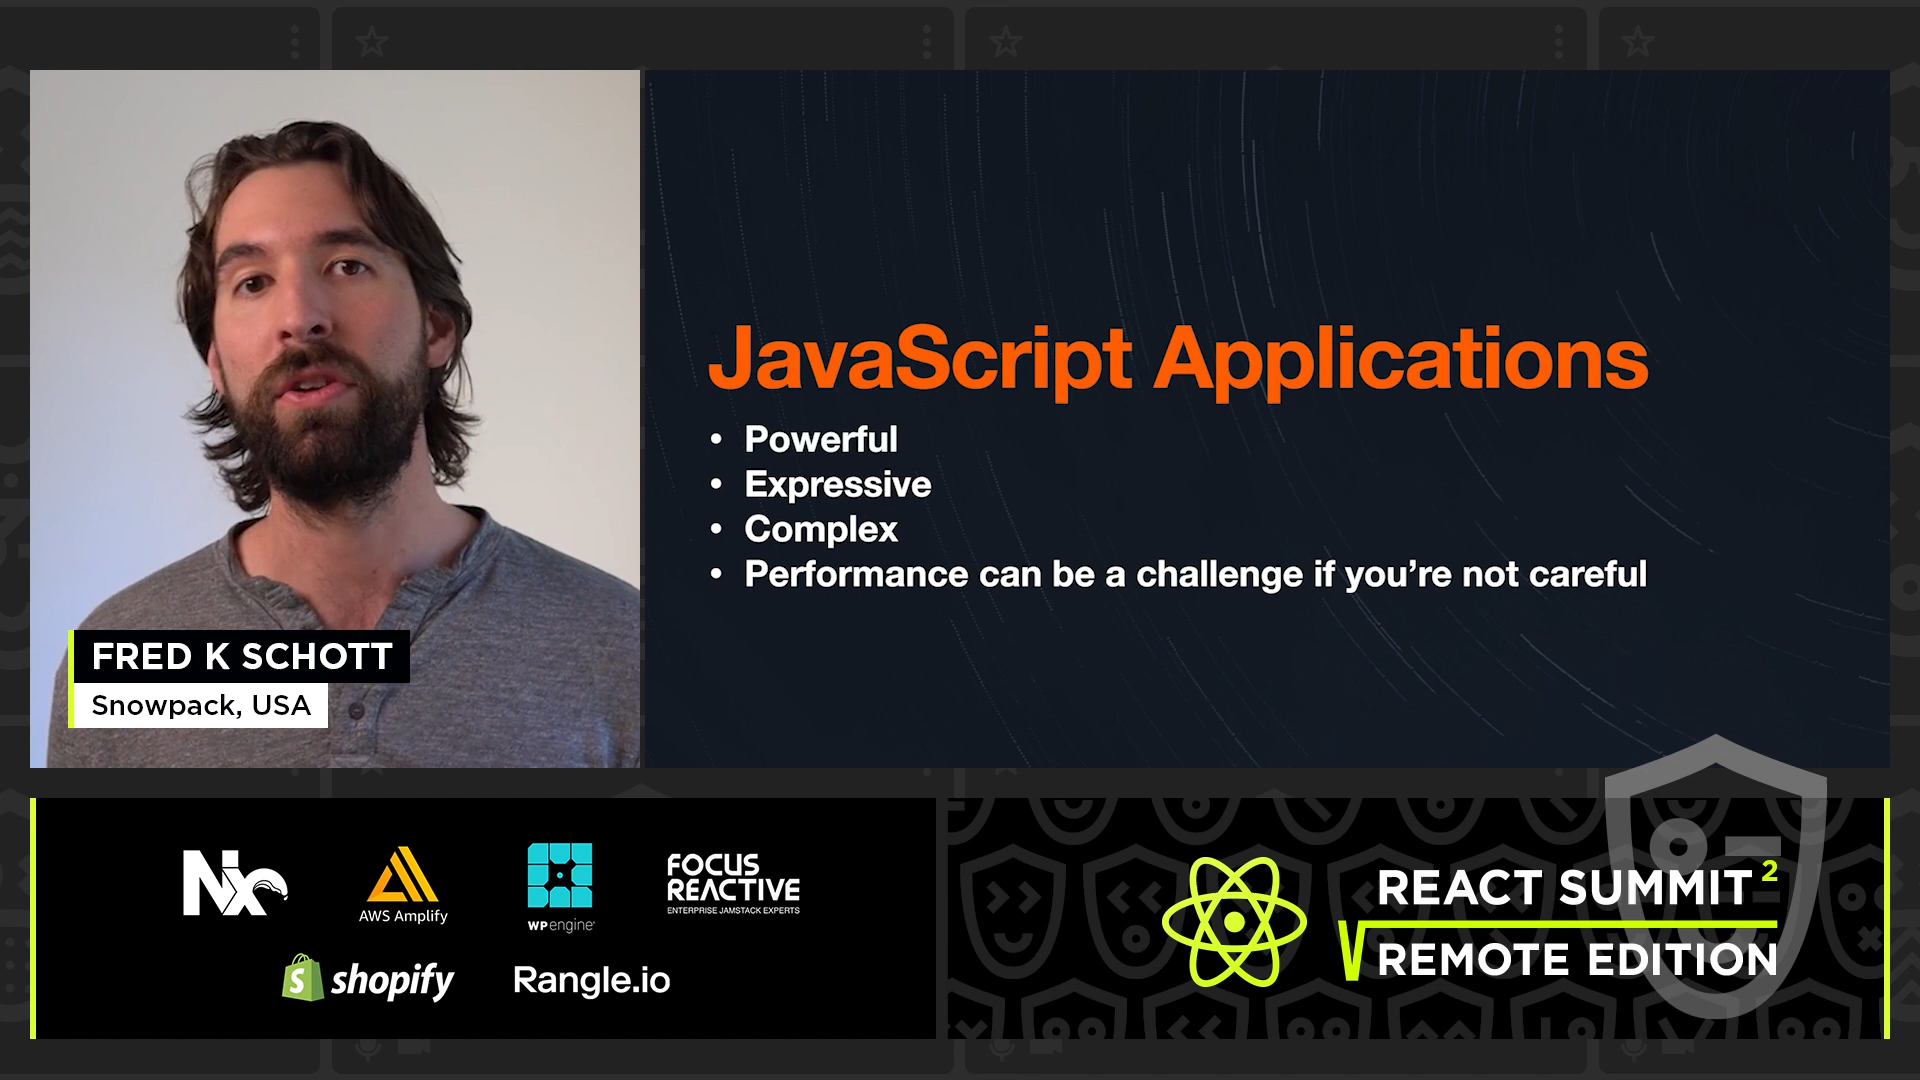 JavaScript Applications
• Powerful
• Expressive
• Complex
• Performance can be a challenge if you’re not careful
FRED K SCHOTT
Snowpack, USA
Nx
AWS Amplify
WP engine
FOCUS
REACTIVE
ENTERPRISE JAMSTACK EXPERTS
shopify
Rangle.io
REACT SUMMIT 2
REMOTE EDITION